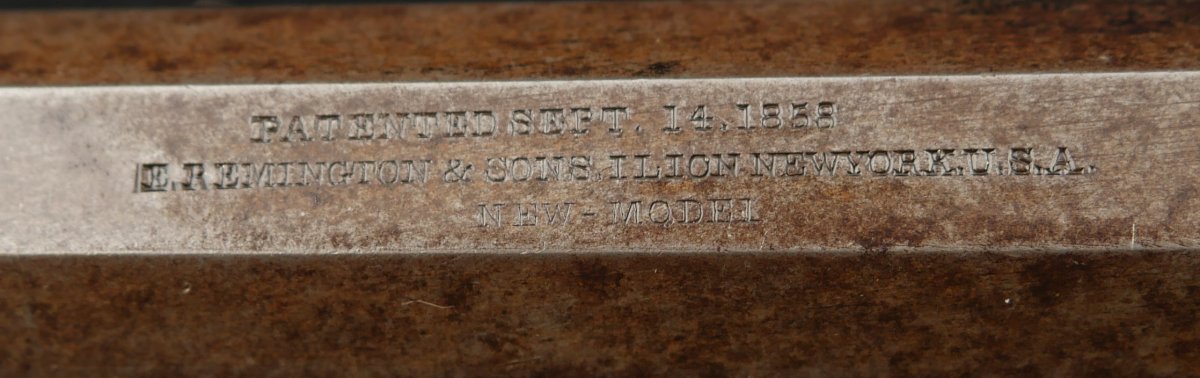 PATENTED SEPT. 14. 1858
E. REMINGTON & SONS. ILION NEW YORK. U.S.A.
NEW-MODEL